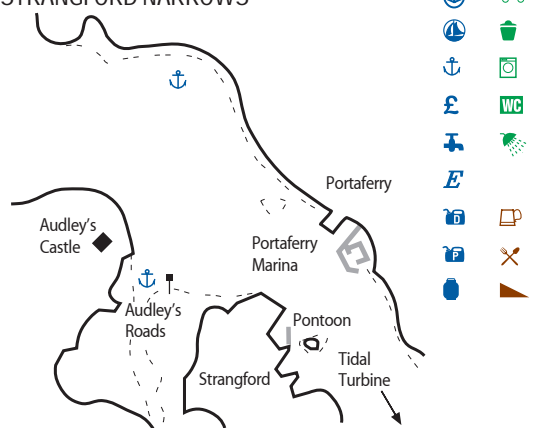 STRANGFORD NARROWS
£
WC
E
Portaferry
Audley's
Castle
D
Portaferry
Marina
P
Audley's
Roads
Pontoon
Tidal
Turbine
Strangford